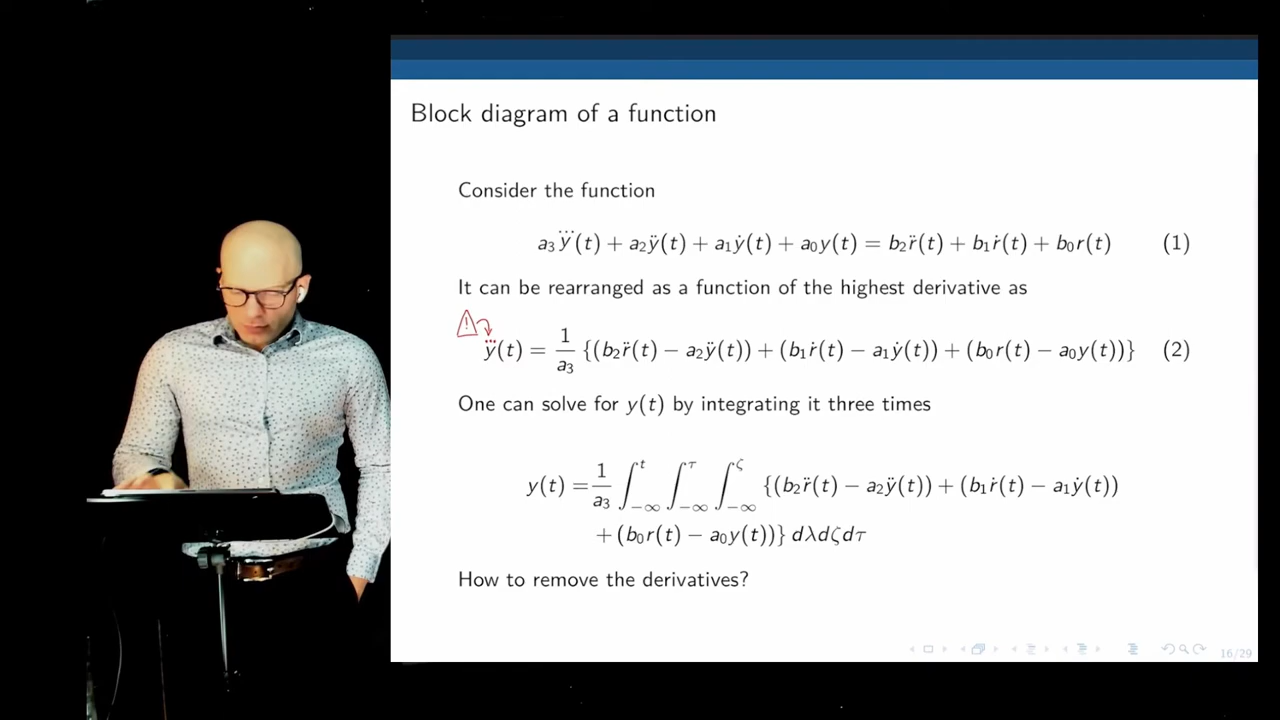 Block diagram of a function
Consider the function
a₃y⃛(t) + a₂ÿ(t) + a₁ẏ(t) + a₀y(t) = b₂r̈(t) + b₁ṙ(t) + b₀r(t) (1)
It can be rearranged as a function of the highest derivative as
y⃛(t) = 1/a₃ {(b₂r̈(t) − a₂ÿ(t)) + (b₁ṙ(t) − a₁ẏ(t)) + (b₀r(t) − a₀y(t))} (2)
One can solve for y(t) by integrating it three times
y(t) = 1/a₃ ∫_{−∞}^{t} ∫_{−∞}^{τ} ∫_{−∞}^{ζ} {(b₂r̈(t) − a₂ÿ(t)) + (b₁ṙ(t) − a₁ẏ(t))
+ (b₀r(t) − a₀y(t))} dλdζdτ
How to remove the derivatives?
16/29